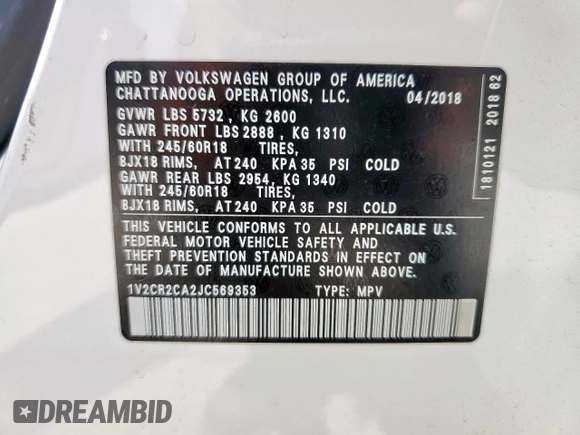 MFD BY VOLKSWAGEN GROUP OF AMERICA
CHATTANOOGA OPERATIONS, LLC. 04/2018
GVWR LBS 5732 , KG 2600
GAWR FRONT LBS 2888 , KG 1310
WITH 245/60R18 TIRES,
8JX18 RIMS, AT 240 KPA 35 PSI COLD
GAWR REAR LBS 2954, KG 1340
WITH 245/60R18 TIRES,
8JX18 RIMS, AT 240 KPA 35 PSI COLD
THIS VEHICLE CONFORMS TO ALL APPLICABLE U.S.
FEDERAL MOTOR VEHICLE SAFETY AND
THEFT PREVENTION STANDARDS IN EFFECT ON
THE DATE OF MANUFACTURE SHOWN ABOVE.
1V2CR2CA2JC569353 TYPE: MPV
1810121 2018 62
DREAMBID